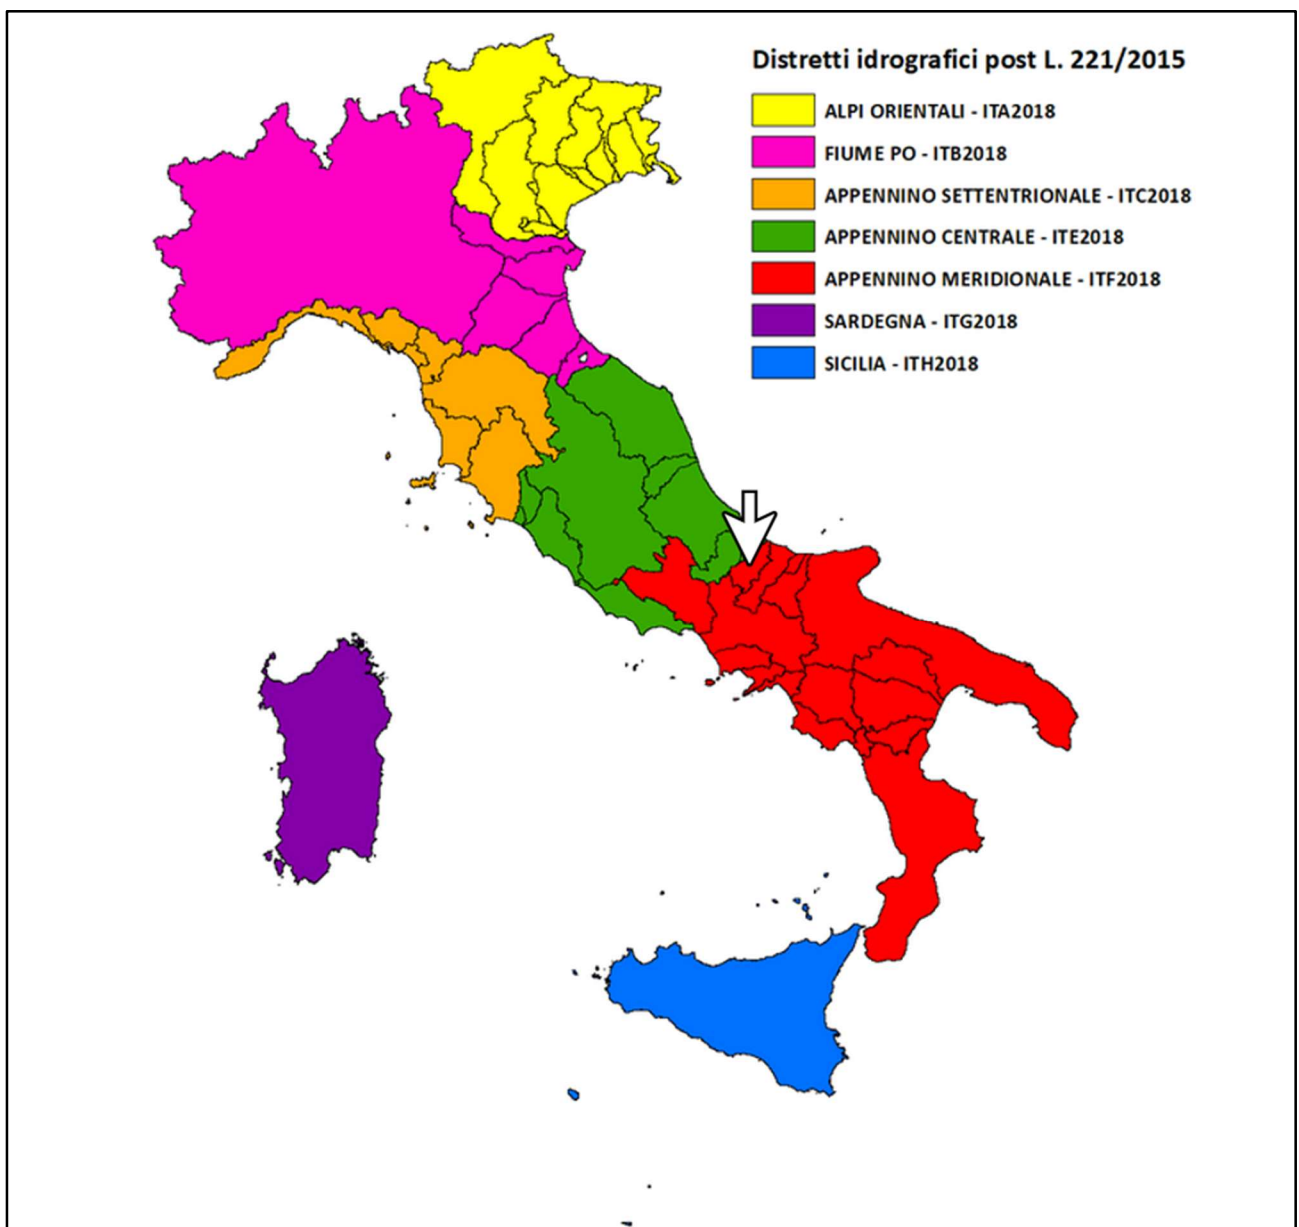 Distretti idrografici post L. 221/2015
ALPI ORIENTALI - ITA2018
FIUME PO - ITB2018
APPENNINO SETTENTRIONALE - ITC2018
APPENNINO CENTRALE - ITE2018
APPENNINO MERIDIONALE - ITF2018
SARDEGNA - ITG2018
SICILIA - ITH2018